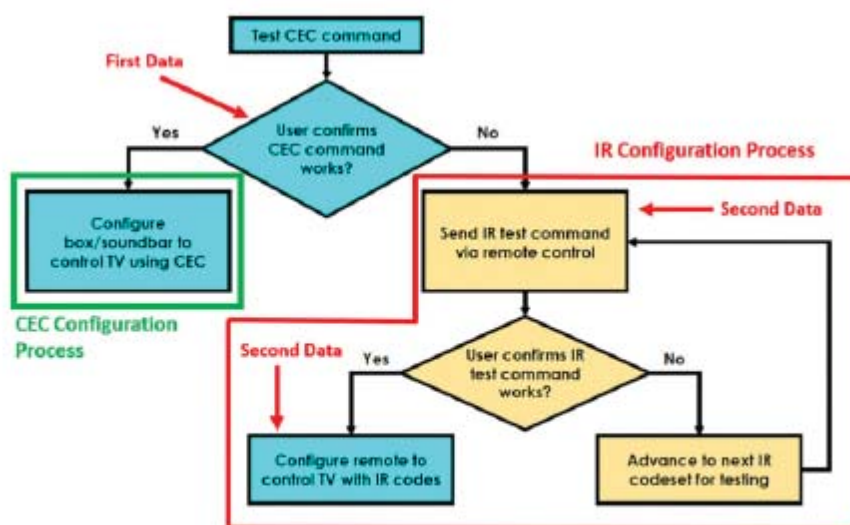 Test CEC command
First Data
Yes
User confirms
CEC command
works?
No
IR Configuration Process
Configure
box/soundbar to
control TV using CEC
Send IR test command
via remote control
Second Data
CEC Configuration
Process
Second Data
Yes
User confirms IR
test command
works?
No
Configure remote to
control TV with IR codes
Advance to next IR
codeset for testing